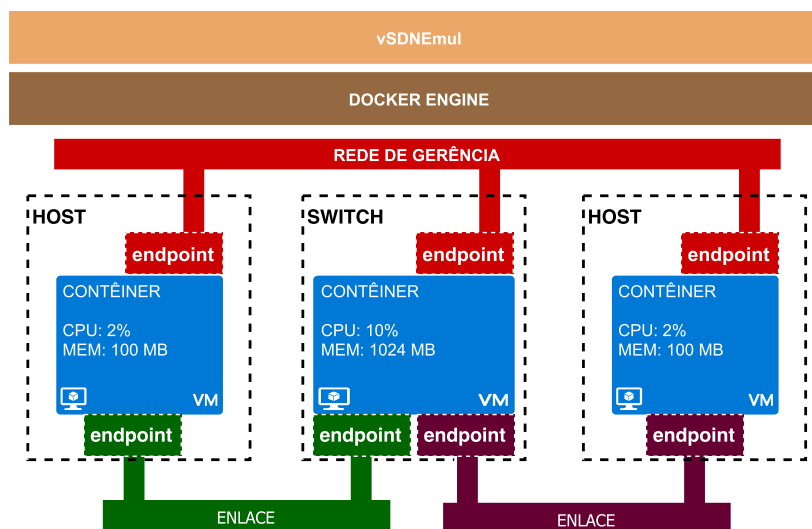 vSDNEmul
DOCKER ENGINE
REDE DE GERÊNCIA
HOST
endpoint
CONTÊINER
CPU: 2%
MEM: 100 MB
VM
endpoint
SWITCH
endpoint
CONTÊINER
CPU: 10%
MEM: 1024 MB
VM
endpoint
endpoint
HOST
endpoint
CONTÊINER
CPU: 2%
MEM: 100 MB
VM
endpoint
ENLACE
ENLACE